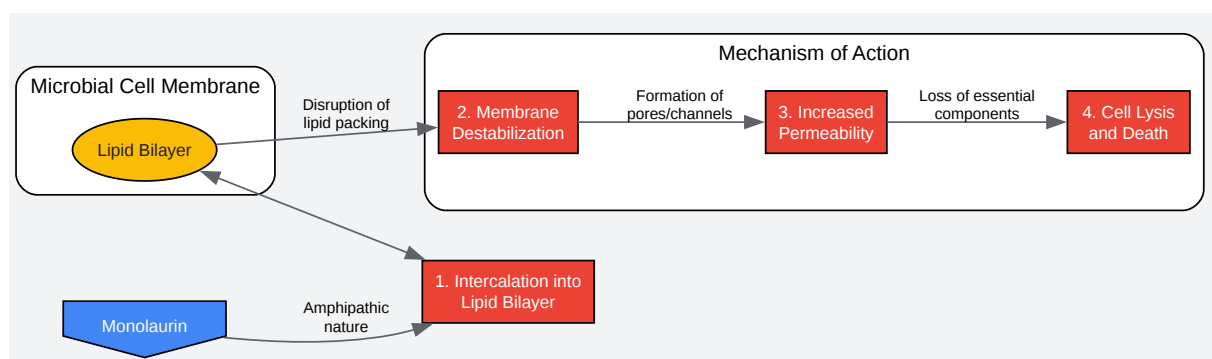 Mechanism of Action
Microbial Cell Membrane
Lipid Bilayer
Disruption of
lipid packing
2. Membrane
Destabilization
Formation of
pores/channels
3. Increased
Permeability
Loss of essential
components
4. Cell Lysis
and Death
1. Intercalation into
Lipid Bilayer
Monolaurin
Amphipathic
nature